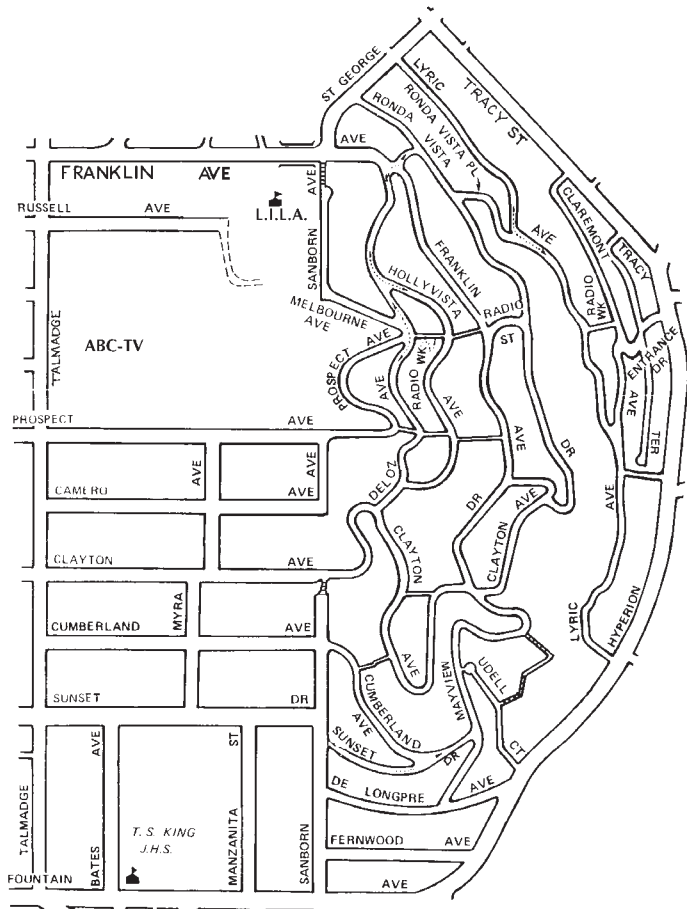 ST GEORGE
LYRIC
TRACY ST
RONDA VISTA PL
RONDA
VISTA
AVE
FRANKLIN AVE
AVE
L.I.L.A.
RUSSELL AVE
AVE
CLAREMONT
TRACY
SANBORN
FRANKLIN
HOLLYVISTA
RADIO
ST
RADIO
WK
MELBOURNE
AVE
TALMADGE
ABC-TV
AVE
PROSPECT
AVE
RADIO
WK
AVE
ENTRANCE
DR
AVE
TER
PROSPECT AVE
AVE
DR
AVE
AVE
DELOZ
CAMERO AVE
DR
AVE
CLAYTON
AVE
CLAYTON AVE
CLAYTON
AVE
LYRIC
HYPERION
MYRA
CUMBERLAND AVE
MAYVIEW
UDELL
CT
SUNSET DR
CUMBERLAND
AVE
SUNSET
DR
AVE
ST
DE LONGPRE AVE
TALMADGE
BATES
T. S. KING
J.H.S.
MANZANITA
SANBORN
FERNWOOD AVE
FOUNTAIN
AVE